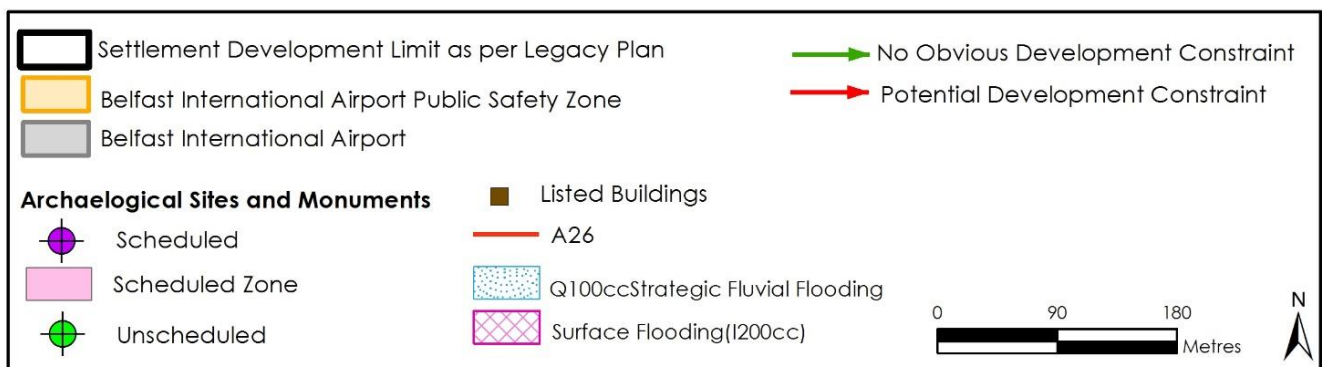 Settlement Development Limit as per Legacy Plan
Belfast International Airport Public Safety Zone
Belfast International Airport
No Obvious Development Constraint
Potential Development Constraint
Archaelogical Sites and Monuments
Scheduled
Scheduled Zone
Unscheduled
Listed Buildings
A26
Q100ccStrategic Fluvial Flooding
Surface Flooding(I200cc)
0 90 180
Metres
N